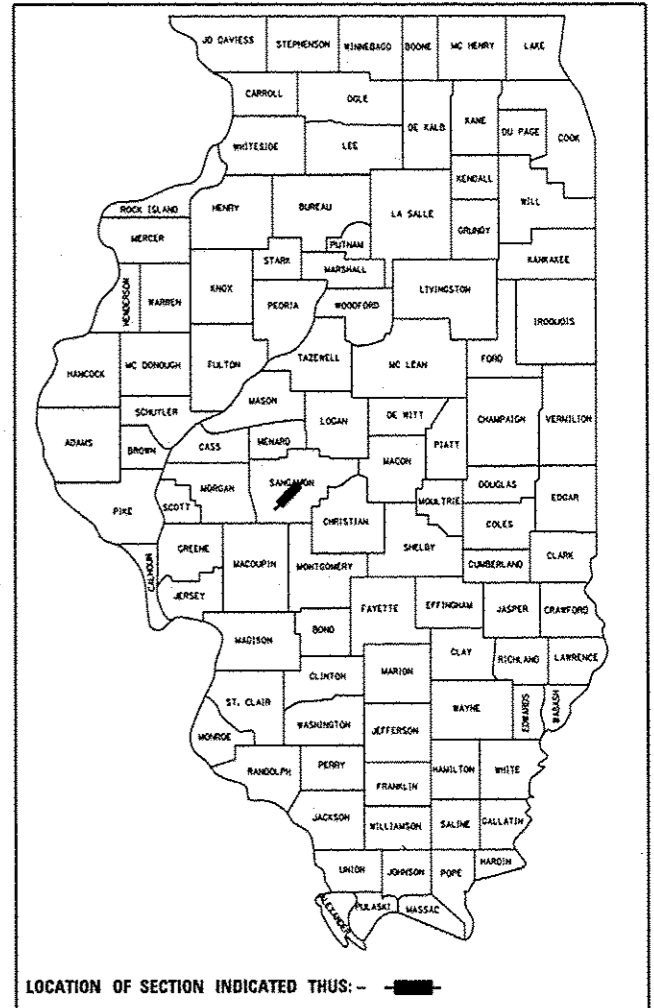 JO DAVIESS
STEPHENSON
WINNEBAGO
BOONE
MC HENRY
LAKE
CARROLL
OGLE
DE KALB
KANE
DU PAGE
COOK
WHITESIDE
LEE
KENDALL
WILL
ROCK ISLAND
HENRY
BUREAU
LA SALLE
GRUNDY
MERCER
PUTNAM
KANKAKEE
STARK
MARSHALL
HENDERSON
WARREN
KNOX
PEORIA
WOODFORD
LIVINGSTON
IROQUOIS
HANCOCK
MC DONOUGH
FULTON
TAZEWELL
MC LEAN
FORD
MASON
SCHUYLER
LOGAN
DE WITT
CHAMPAIGN
VERMILION
ADAMS
BROWN
CASS
MENARD
PIATT
MACON
SANGAMON
MORGAN
DOUGLAS
PIKE
SCOTT
CHRISTIAN
MOULTRIE
EDGAR
COLES
CALHOUN
GREENE
MACOUPIN
MONTGOMERY
SHELBY
CUMBERLAND
CLARK
JERSEY
FAYETTE
EFFINGHAM
JASPER
CRAWFORD
MADISON
BOND
CLAY
RICHLAND
LAWRENCE
CLINTON
MARION
ST. CLAIR
WAYNE
EDWARDS
WABASH
WASHINGTON
JEFFERSON
MONROE
RANDOLPH
PERRY
HAMILTON
WHITE
FRANKLIN
JACKSON
WILLIAMSON
SALINE
GALLATIN
UNION
JOHNSON
POPE
HARDIN
ALEXANDER
PULASKI
MASSAC
LOCATION OF SECTION INDICATED THUS: -